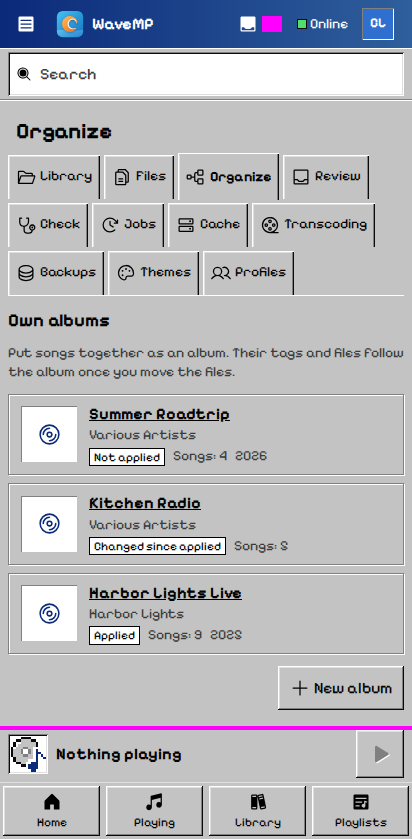 WaveMP
Online
OL
Search
Organize
Library
Files
Organize
Review
Check
Jobs
Cache
Transcoding
Backups
Themes
Profiles
Own albums
Put songs together as an album. Their tags and files follow
the album once you move the files.
Summer Roadtrip
Various Artists
Not applied Songs: 4 2026
Kitchen Radio
Various Artists
Changed since applied Songs: 8
Harbor Lights Live
Harbor Lights
Applied Songs: 9 2028
New album
Nothing playing
Home
Playing
Library
Playlists